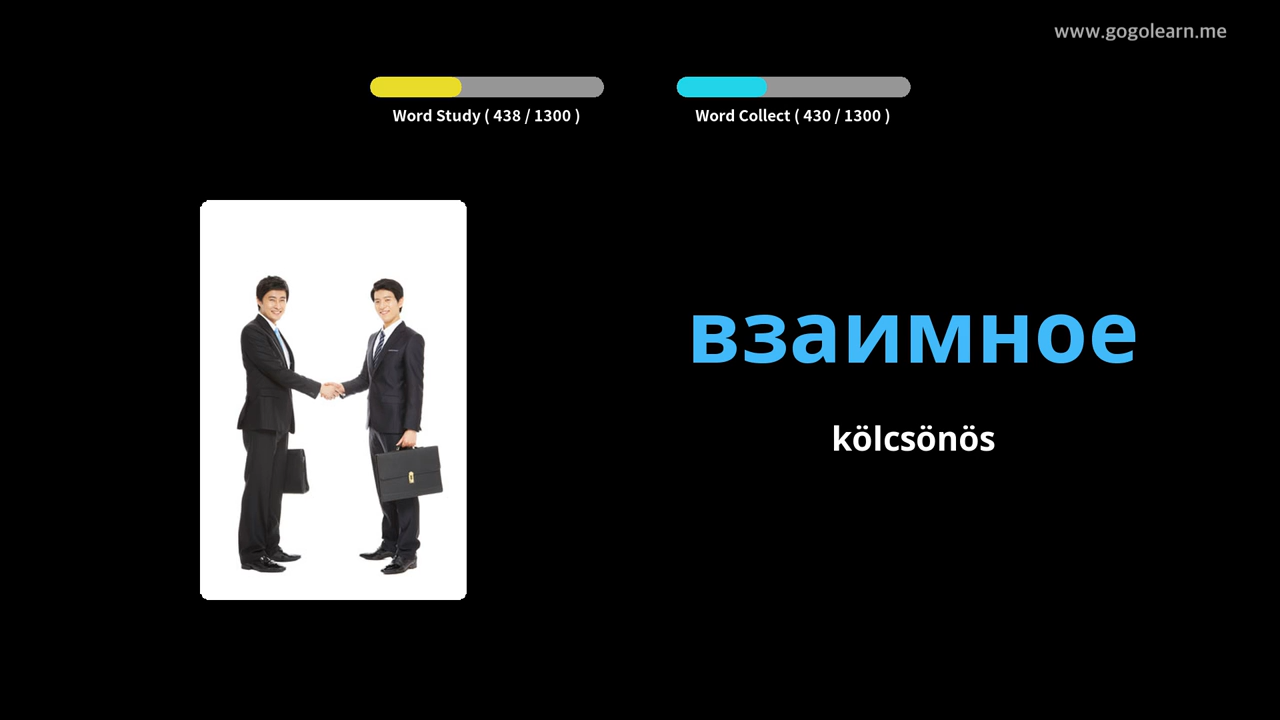 www.gogolearn.me
Word Study ( 438 / 1300 )
Word Collect ( 430 / 1300 )
взаимное
kölcsönös